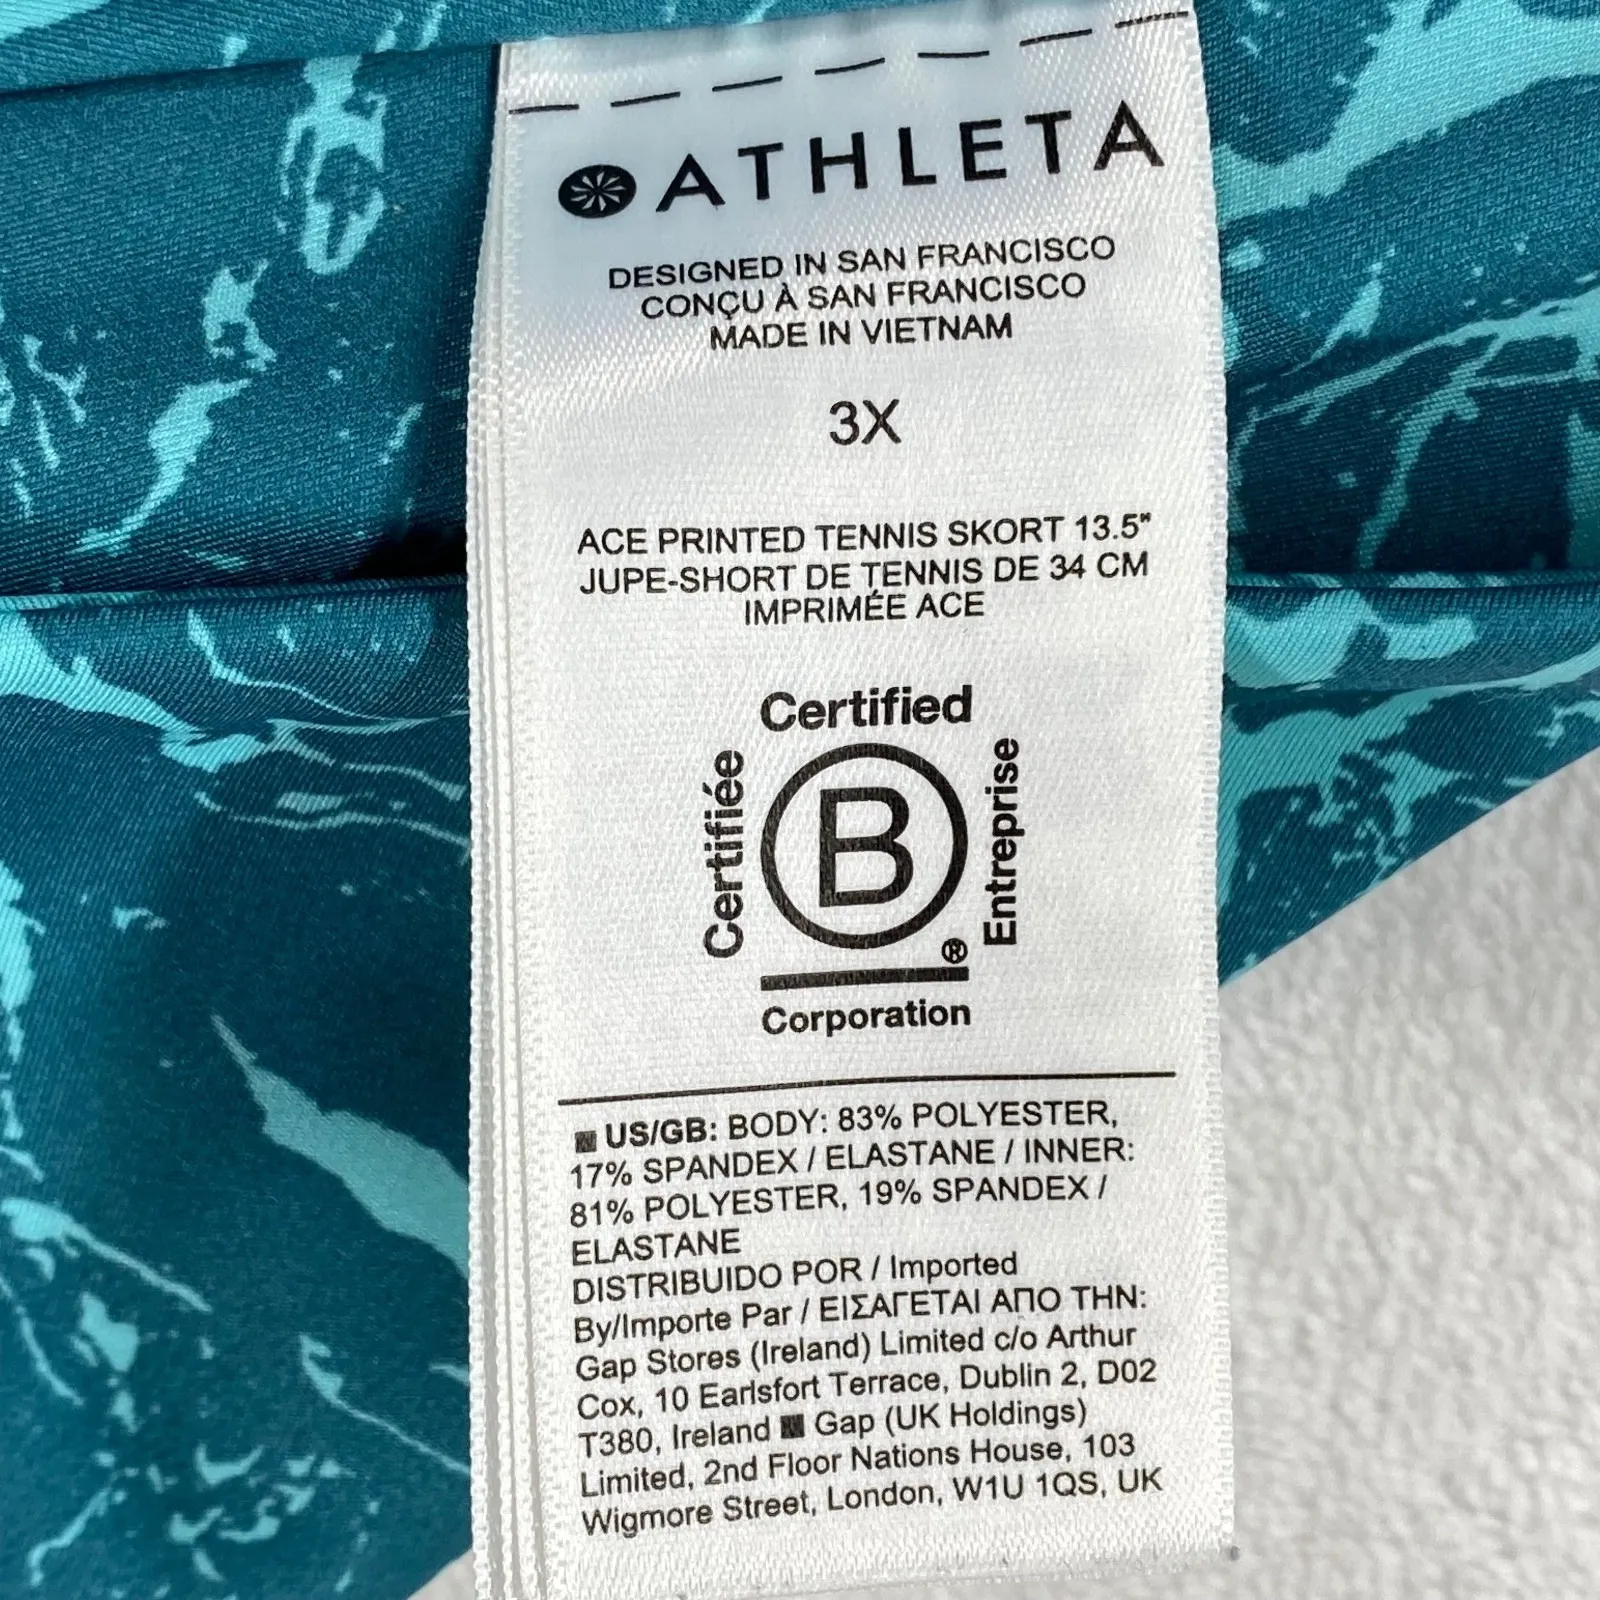 ATHLETA
DESIGNED IN SAN FRANCISCO
CONÇU À SAN FRANCISCO
MADE IN VIETNAM
3X
ACE PRINTED TENNIS SKORT 13.5"
JUPE-SHORT DE TENNIS DE 34 CM
IMPRIMÉE ACE
Certified
Certifiée
B
®
Entreprise
Corporation
US/GB: BODY: 83% POLYESTER,
17% SPANDEX / ELASTANE / INNER:
81% POLYESTER, 19% SPANDEX /
ELASTANE
DISTRIBUIDO POR / Imported
By/Importe Par / ΕΙΣΑΓΕΤΑΙ ΑΠΟ ΤΗΝ:
Gap Stores (Ireland) Limited c/o Arthur
Cox, 10 Earlsfort Terrace, Dublin 2, D02
T380, Ireland Gap (UK Holdings)
Limited, 2nd Floor Nations House, 103
Wigmore Street, London, W1U 1QS, UK